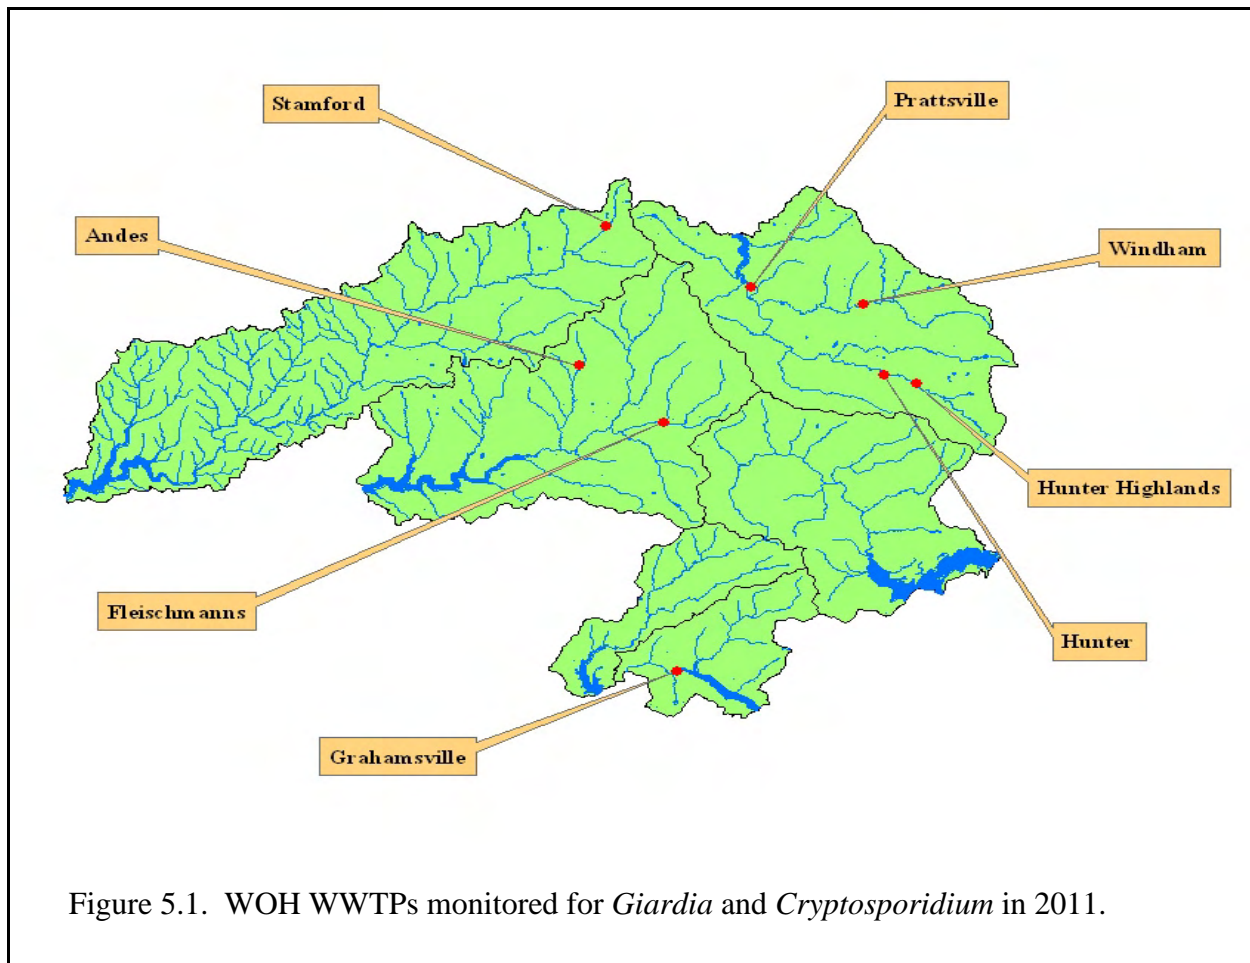 Stamford
Prattsville
Andes
Windham
Hunter Highlands
Fleischmanns
Hunter
Grahamsville
Figure 5.1. WOH WWTPs monitored for Giardia and Cryptosporidium in 2011.